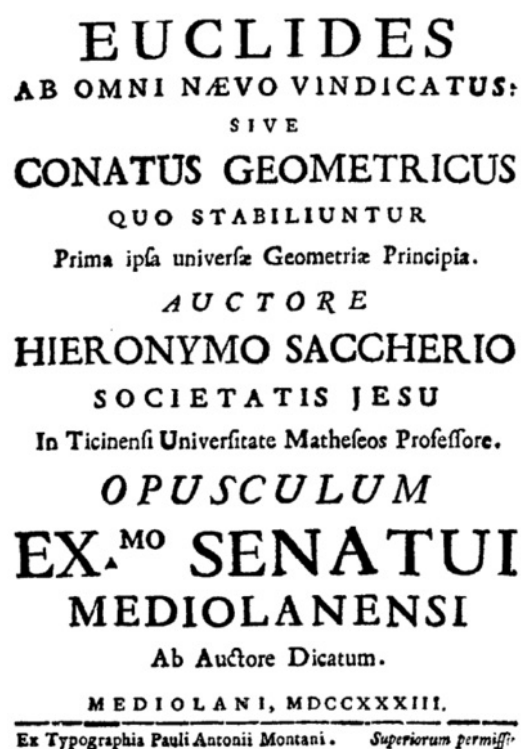 EUCLIDES
AB OMNI NÆVO VINDICATUS:
SIVE
CONATUS GEOMETRICUS
QUO STABILIUNTUR
Prima ipſa univerſæ Geometriæ Principia.
AUCTORE
HIERONYMO SACCHERIO
SOCIETATIS JESU
In Ticinenſi Univerſitate Matheſeos Profeſſore.
OPUSCULUM
EX.MO SENATUI
MEDIOLANENSI
Ab Auctore Dicatum.
MEDIOLANI, MDCCXXXIII.
Ex Typographia Pauli Antonii Montani. Superiorum permiſſu